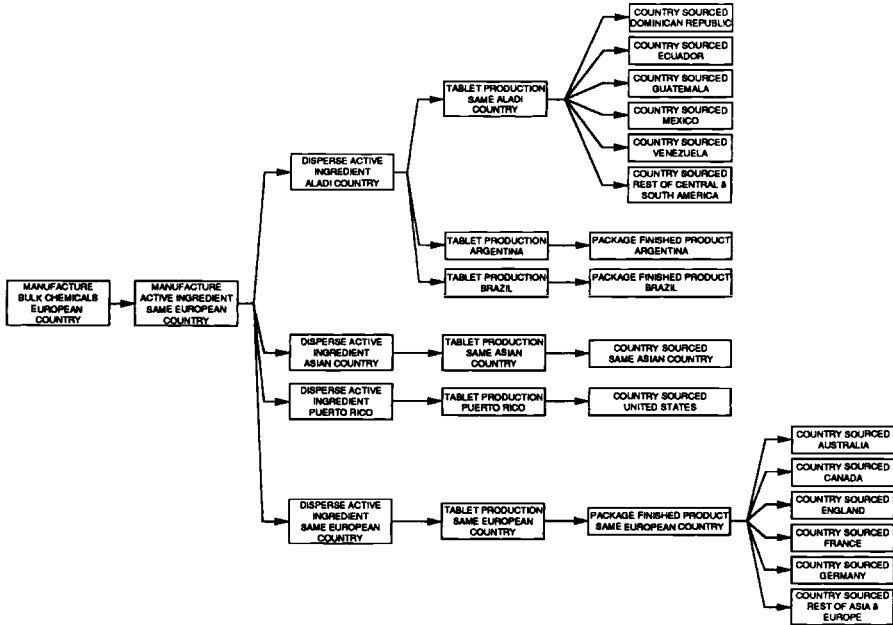 COUNTRY SOURCED
DOMINICAN REPUBLIC
COUNTRY SOURCED
ECUADOR
TABLET PRODUCTION
SAME ALADI
COUNTRY
COUNTRY SOURCED
GUATEMALA
COUNTRY SOURCED
MEXICO
COUNTRY SOURCED
VENEZUELA
DISPERSE ACTIVE
INGREDIENT
ALADI COUNTRY
COUNTRY SOURCED
REST OF CENTRAL &
SOUTH AMERICA
TABLET PRODUCTION
ARGENTINA
PACKAGE FINISHED PRODUCT
ARGENTINA
TABLET PRODUCTION
BRAZIL
PACKAGE FINISHED PRODUCT
BRAZIL
MANUFACTURE
BULK CHEMICALS
EUROPEAN
COUNTRY
MANUFACTURE
ACTIVE INGREDIENT
SAME EUROPEAN
COUNTRY
DISPERSE ACTIVE
INGREDIENT
ASIAN COUNTRY
TABLET PRODUCTION
SAME ASIAN
COUNTRY
COUNTRY SOURCED
SAME ASIAN COUNTRY
DISPERSE ACTIVE
INGREDIENT
PUERTO RICO
TABLET PRODUCTION
PUERTO RICO
COUNTRY SOURCED
UNITED STATES
COUNTRY SOURCED
AUSTRALIA
COUNTRY SOURCED
CANADA
DISPERSE ACTIVE
INGREDIENT
SAME EUROPEAN
COUNTRY
TABLET PRODUCTION
SAME EUROPEAN
COUNTRY
PACKAGE FINISHED PRODUCT
SAME EUROPEAN COUNTRY
COUNTRY SOURCED
ENGLAND
COUNTRY SOURCED
FRANCE
COUNTRY SOURCED
GERMANY
COUNTRY SOURCED
REST OF ASIA &
EUROPE